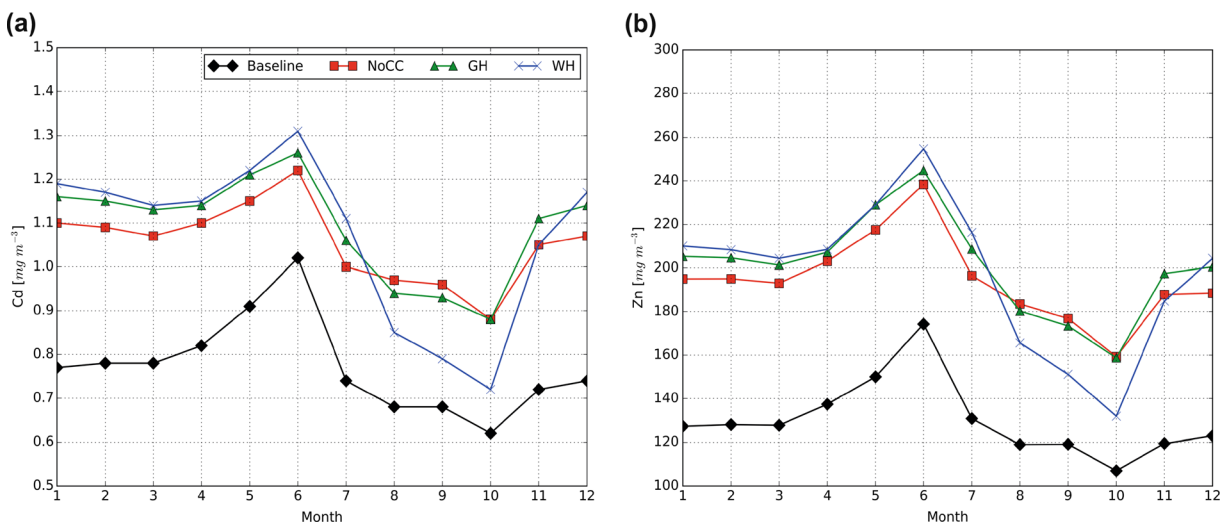 (a)
1.5
1.4
1.3
1.2
1.1
1.0
0.9
0.8
0.7
0.6
0.5
Cd [mg m⁻³]
Baseline NoCC GH WH
1 2 3 4 5 6 7 8 9 10 11 12
Month
(b)
300
280
260
240
220
200
180
160
140
120
100
Zn [mg m⁻³]
1 2 3 4 5 6 7 8 9 10 11 12
Month